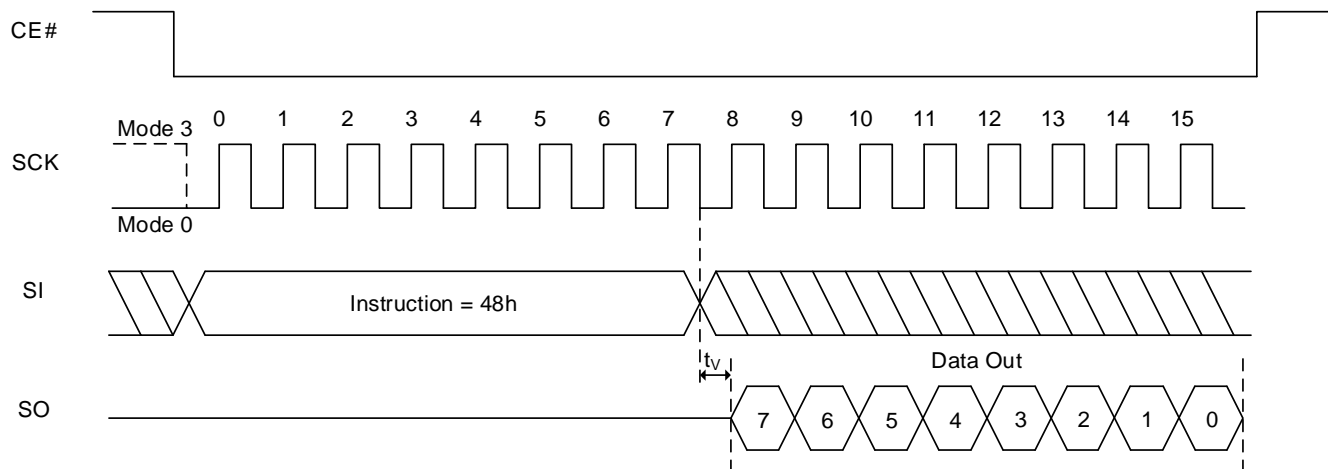 CE#
Mode 3
0 1 2 3 4 5 6 7 8 9 10 11 12 13 14 15
SCK
Mode 0
SI
Instruction = 48h
tV
Data Out
SO
7 6 5 4 3 2 1 0